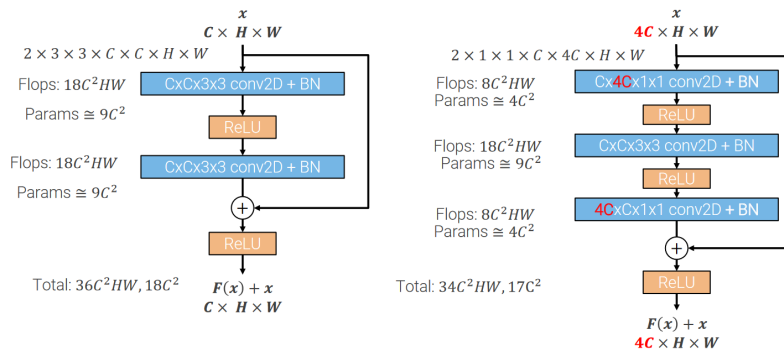 x
C × H × W
2 × 3 × 3 × C × C × H × W
Flops: 18C²HW
CxCx3x3 conv2D + BN
Params ≅ 9C²
ReLU
Flops: 18C²HW
CxCx3x3 conv2D + BN
Params ≅ 9C²
+
ReLU
Total: 36C²HW, 18C²
F(x) + x
C × H × W
x
4C × H × W
2 × 1 × 1 × C × 4C × H × W
Flops: 8C²HW
Cx4Cx1x1 conv2D + BN
Params ≅ 4C²
ReLU
Flops: 18C²HW
CxCx3x3 conv2D + BN
Params ≅ 9C²
ReLU
Flops: 8C²HW
4CxCx1x1 conv2D + BN
Params ≅ 4C²
+
ReLU
Total: 34C²HW, 17C²
F(x) + x
4C × H × W